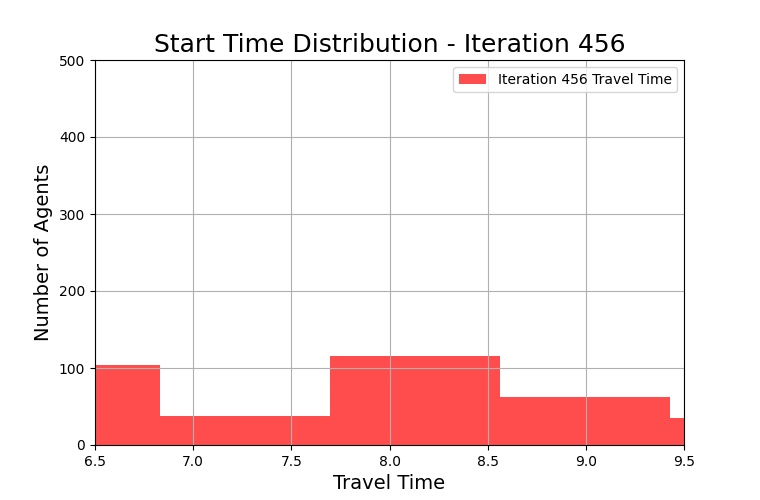 Start Time Distribution - Iteration 456
500
Iteration 456 Travel Time
400
300
200
100
0
Number of Agents
6.5 7.0 7.5 8.0 8.5 9.0 9.5
Travel Time